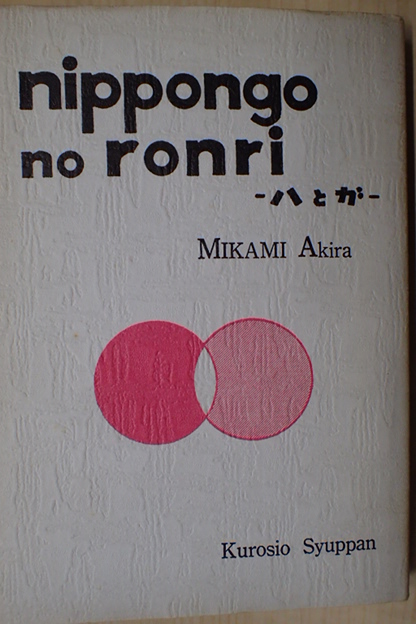 nippongo
no ronri
-ハとガ-
MIKAMI Akira
Kurosio Syuppan